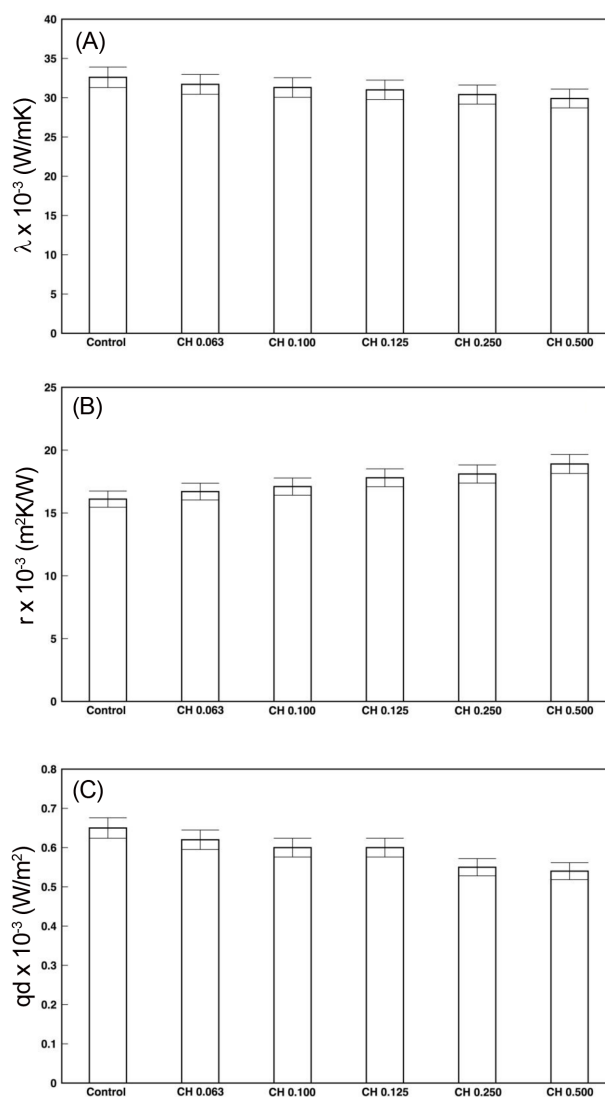 (A)
λ x 10⁻³ (W/mK)
40
35
30
25
20
15
10
5
0
Control CH 0.063 CH 0.100 CH 0.125 CH 0.250 CH 0.500
(B)
r x 10⁻³ (m²K/W)
25
20
15
10
5
0
Control CH 0.063 CH 0.100 CH 0.125 CH 0.250 CH 0.500
(C)
qd x 10⁻³ (W/m²)
0.8
0.7
0.6
0.5
0.4
0.3
0.2
0.1
0
Control CH 0.063 CH 0.100 CH 0.125 CH 0.250 CH 0.500